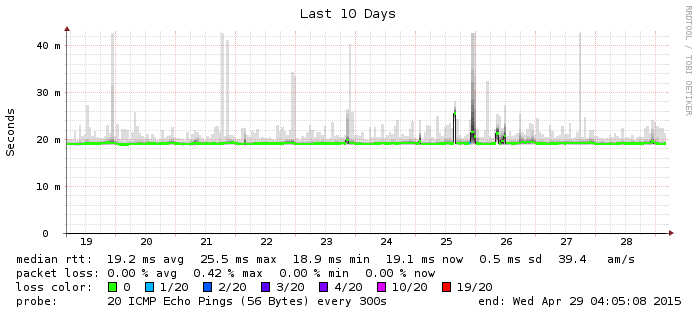 Last 10 Days
RRDTOOL / TOBI OETIKER
Seconds
40 m
30 m
20 m
10 m
0
19 20 21 22 23 24 25 26 27 28
median rtt: 19.2 ms avg 25.5 ms max 18.9 ms min 19.1 ms now 0.5 ms sd 39.4 am/s
packet loss: 0.00 % avg 0.42 % max 0.00 % min 0.00 % now
loss color: 0 1/20 2/20 3/20 4/20 10/20 19/20
probe: 20 ICMP Echo Pings (56 Bytes) every 300s end: Wed Apr 29 04:05:08 2015